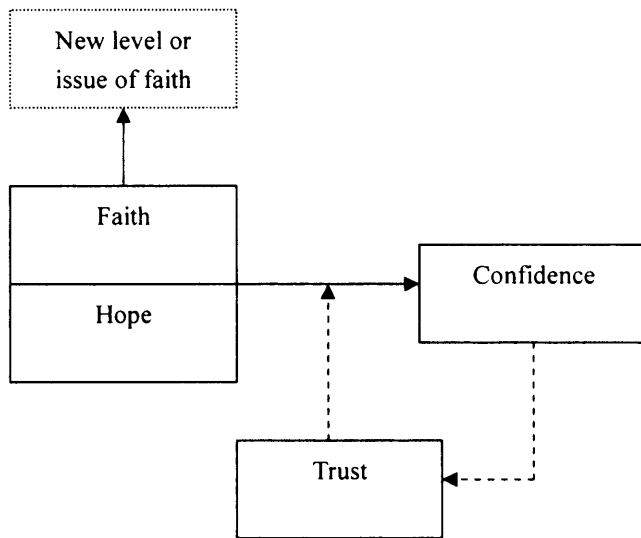 New level or
issue of faith
Faith
Hope
Confidence
Trust